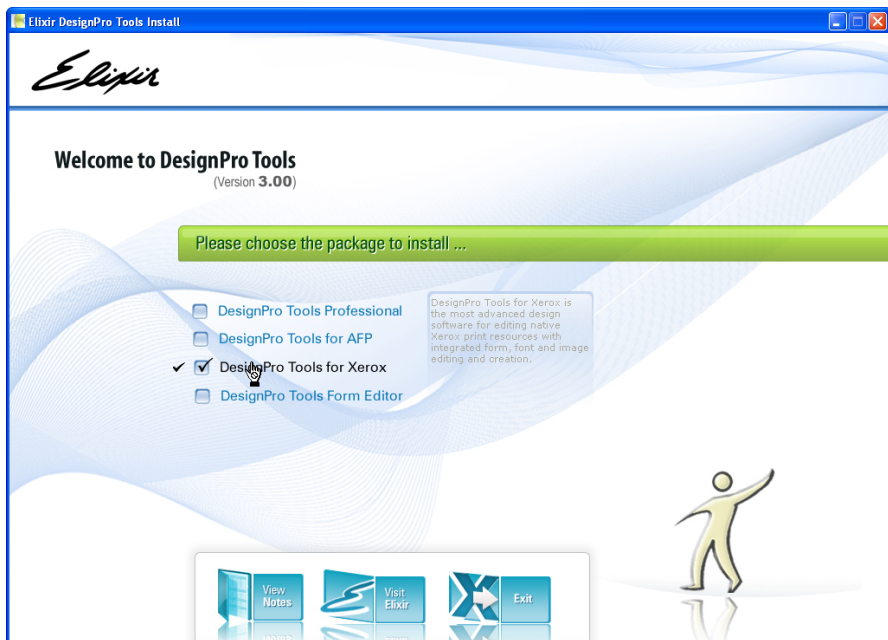 Elixir DesignPro Tools Install
Elixir
Welcome to DesignPro Tools
(Version 3.00)
Please choose the package to install ...
DesignPro Tools Professional
DesignPro Tools for AFP
DesignPro Tools for Xerox
DesignPro Tools Form Editor
DesignPro Tools for Xerox is
the most advanced design
software for editing native
Xerox print resources with
integrated form, font and image
editing and creation.
View
Notes
Visit
Elixir
Exit